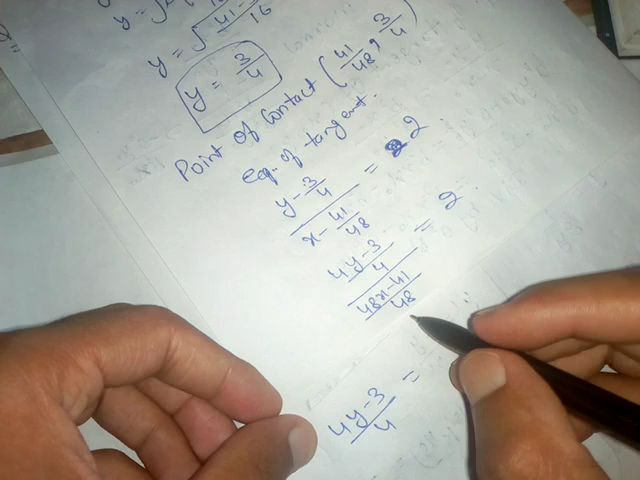 y = √(41-/16)
y = 3/4
Point of Contact (41/48, 3/4)
eq. of tangent.
(y - 3/4)/(x - 41/48) = 2
((4y-3)/4)/((48x-41)/48) = 2
(4y-3)/4 =